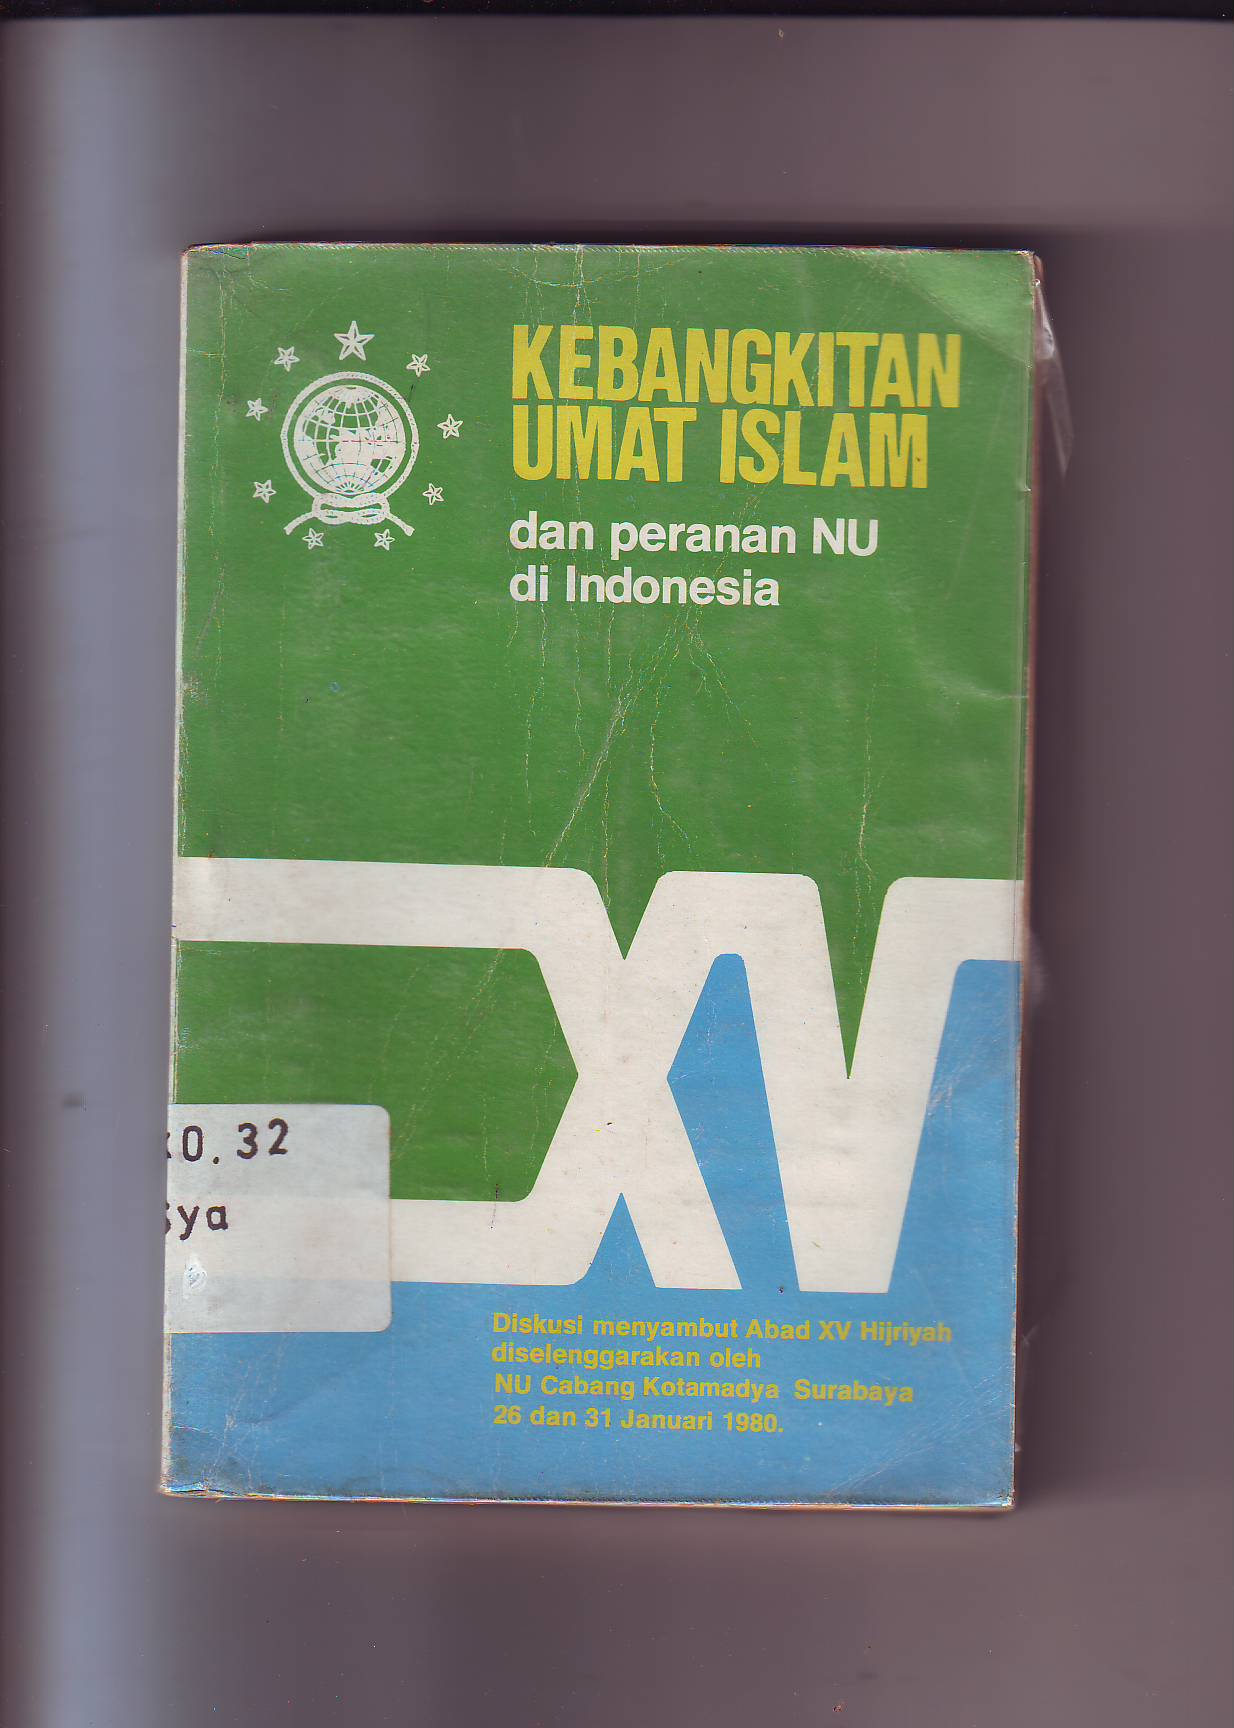 KEBANGKITAN
UMAT ISLAM
dan peranan NU
di Indonesia
XV
0.32
ya
Diskusi menyambut Abad XV Hijriyah
diselenggarakan oleh
NU Cabang Kotamadya Surabaya
26 dan 31 Januari 1980.